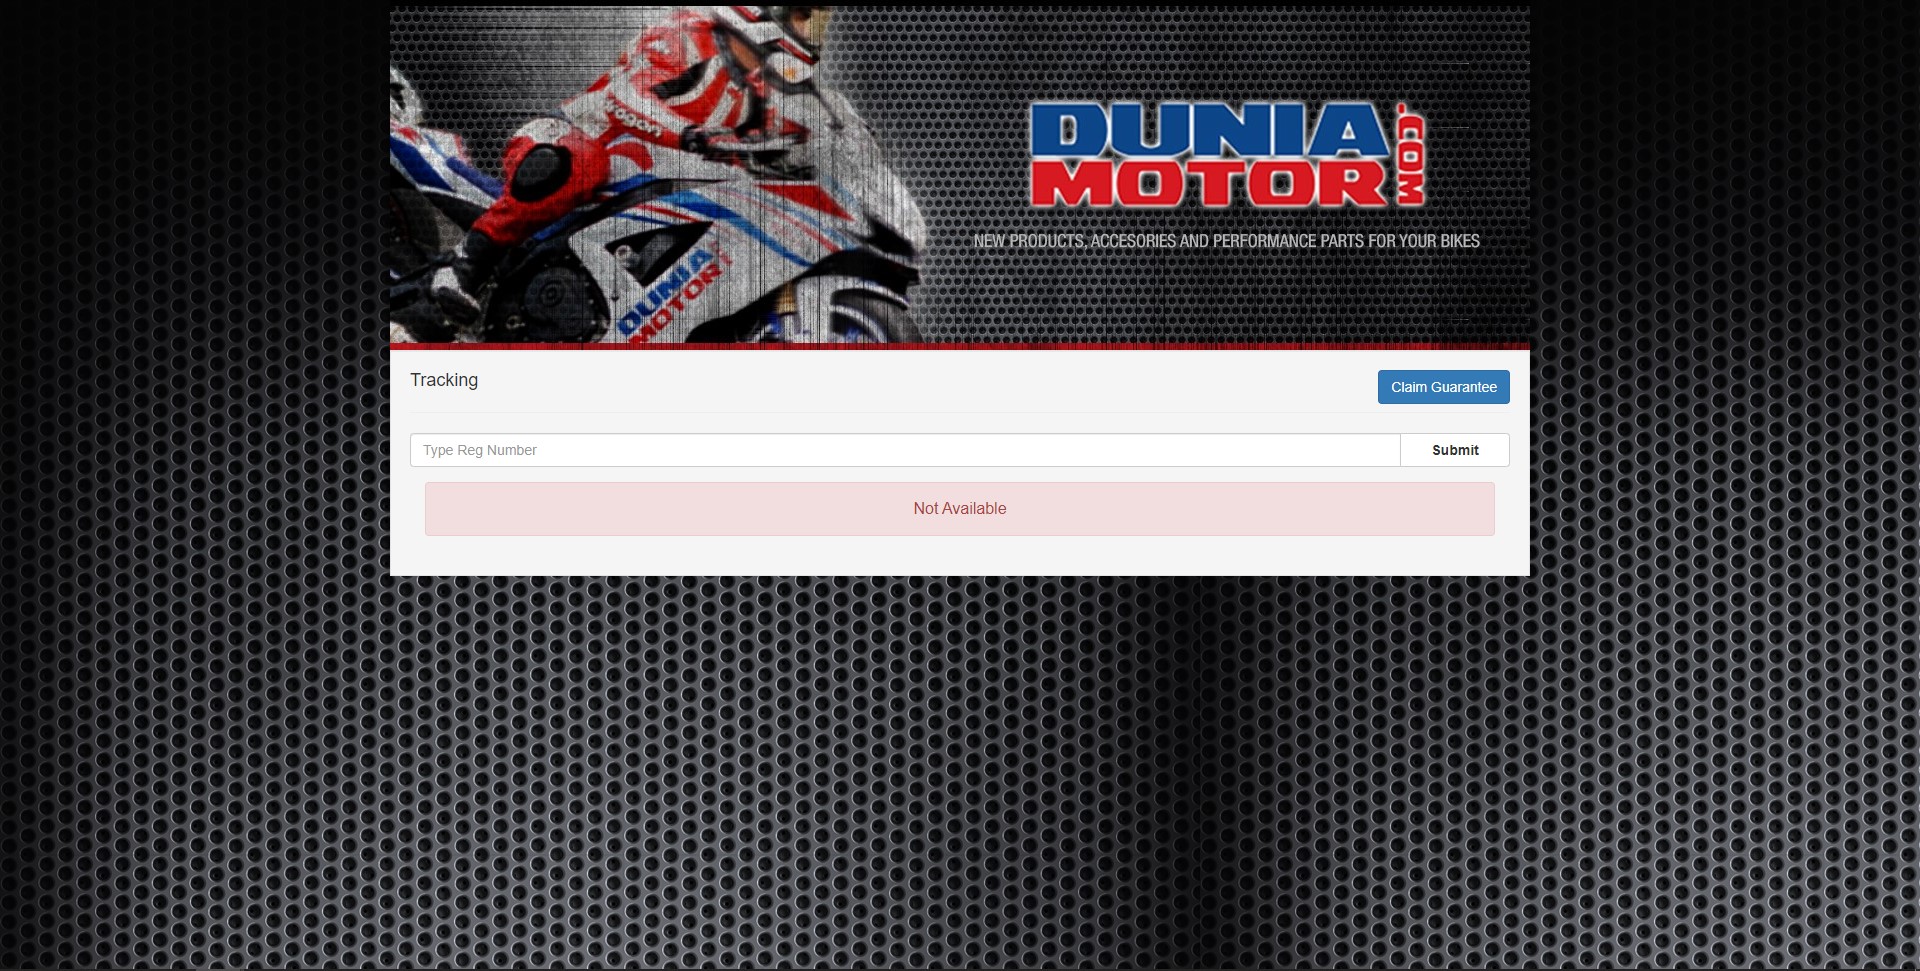 dragon
DUNIA
MOTOR
.COM
NEW PRODUCTS, ACCESORIES AND PERFORMANCE PARTS FOR YOUR BIKES
DUNIA
MOTOR
Tracking
Claim Guarantee
Type Reg Number
Submit
Not Available